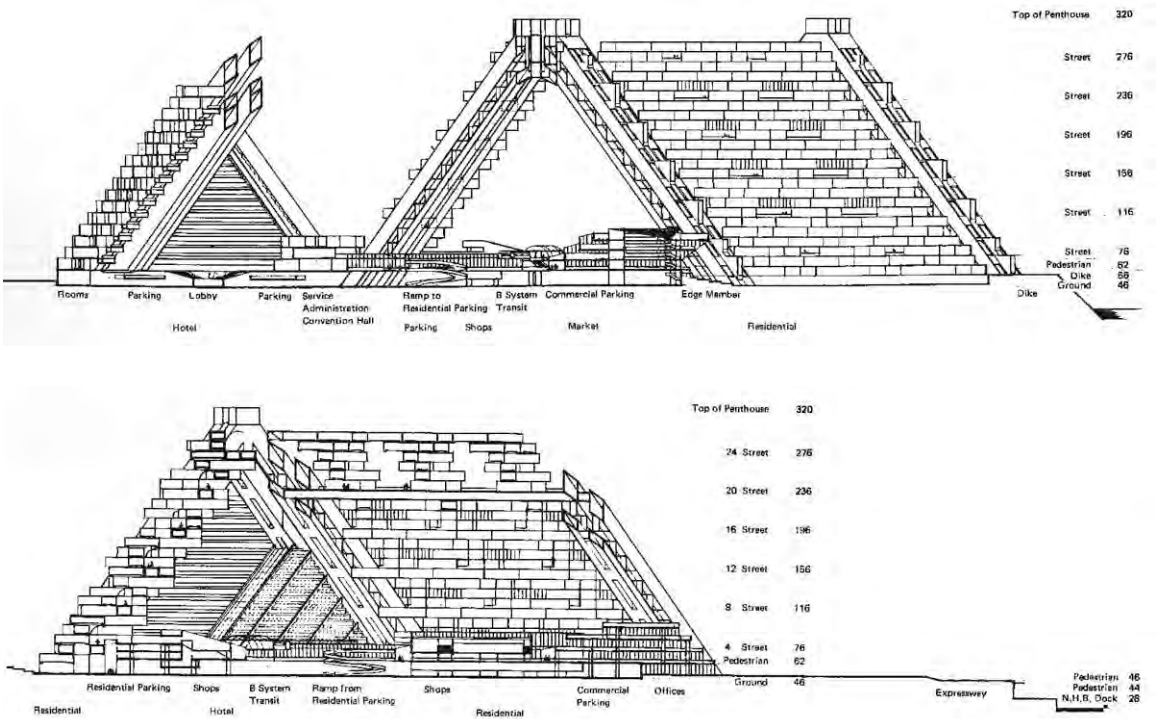 Top of Penthouse 320
Street 276
Street 236
Street 196
Street 156
Street 116
Street 76
Pedestrian 62
Dike 56
Ground 46
Rooms Parking Lobby Parking Service Ramp to B System Commercial Parking Edge Member Dike
Administration Residential Parking Transit
Convention Hall
Hotel Parking Shops Market Residential
Top of Penthouse 320
24 Street 276
20 Street 236
16 Street 196
12 Street 156
8 Street 116
4 Street 76
Pedestrian 62
Ground 46
Pedestrian 46
Pedestrian 44
N.H.B. Dock 26
Residential Parking Shops B System Ramp from Shops Commercial Offices Expressway
Transit Residential Parking Parking
Residential Hotel Residential